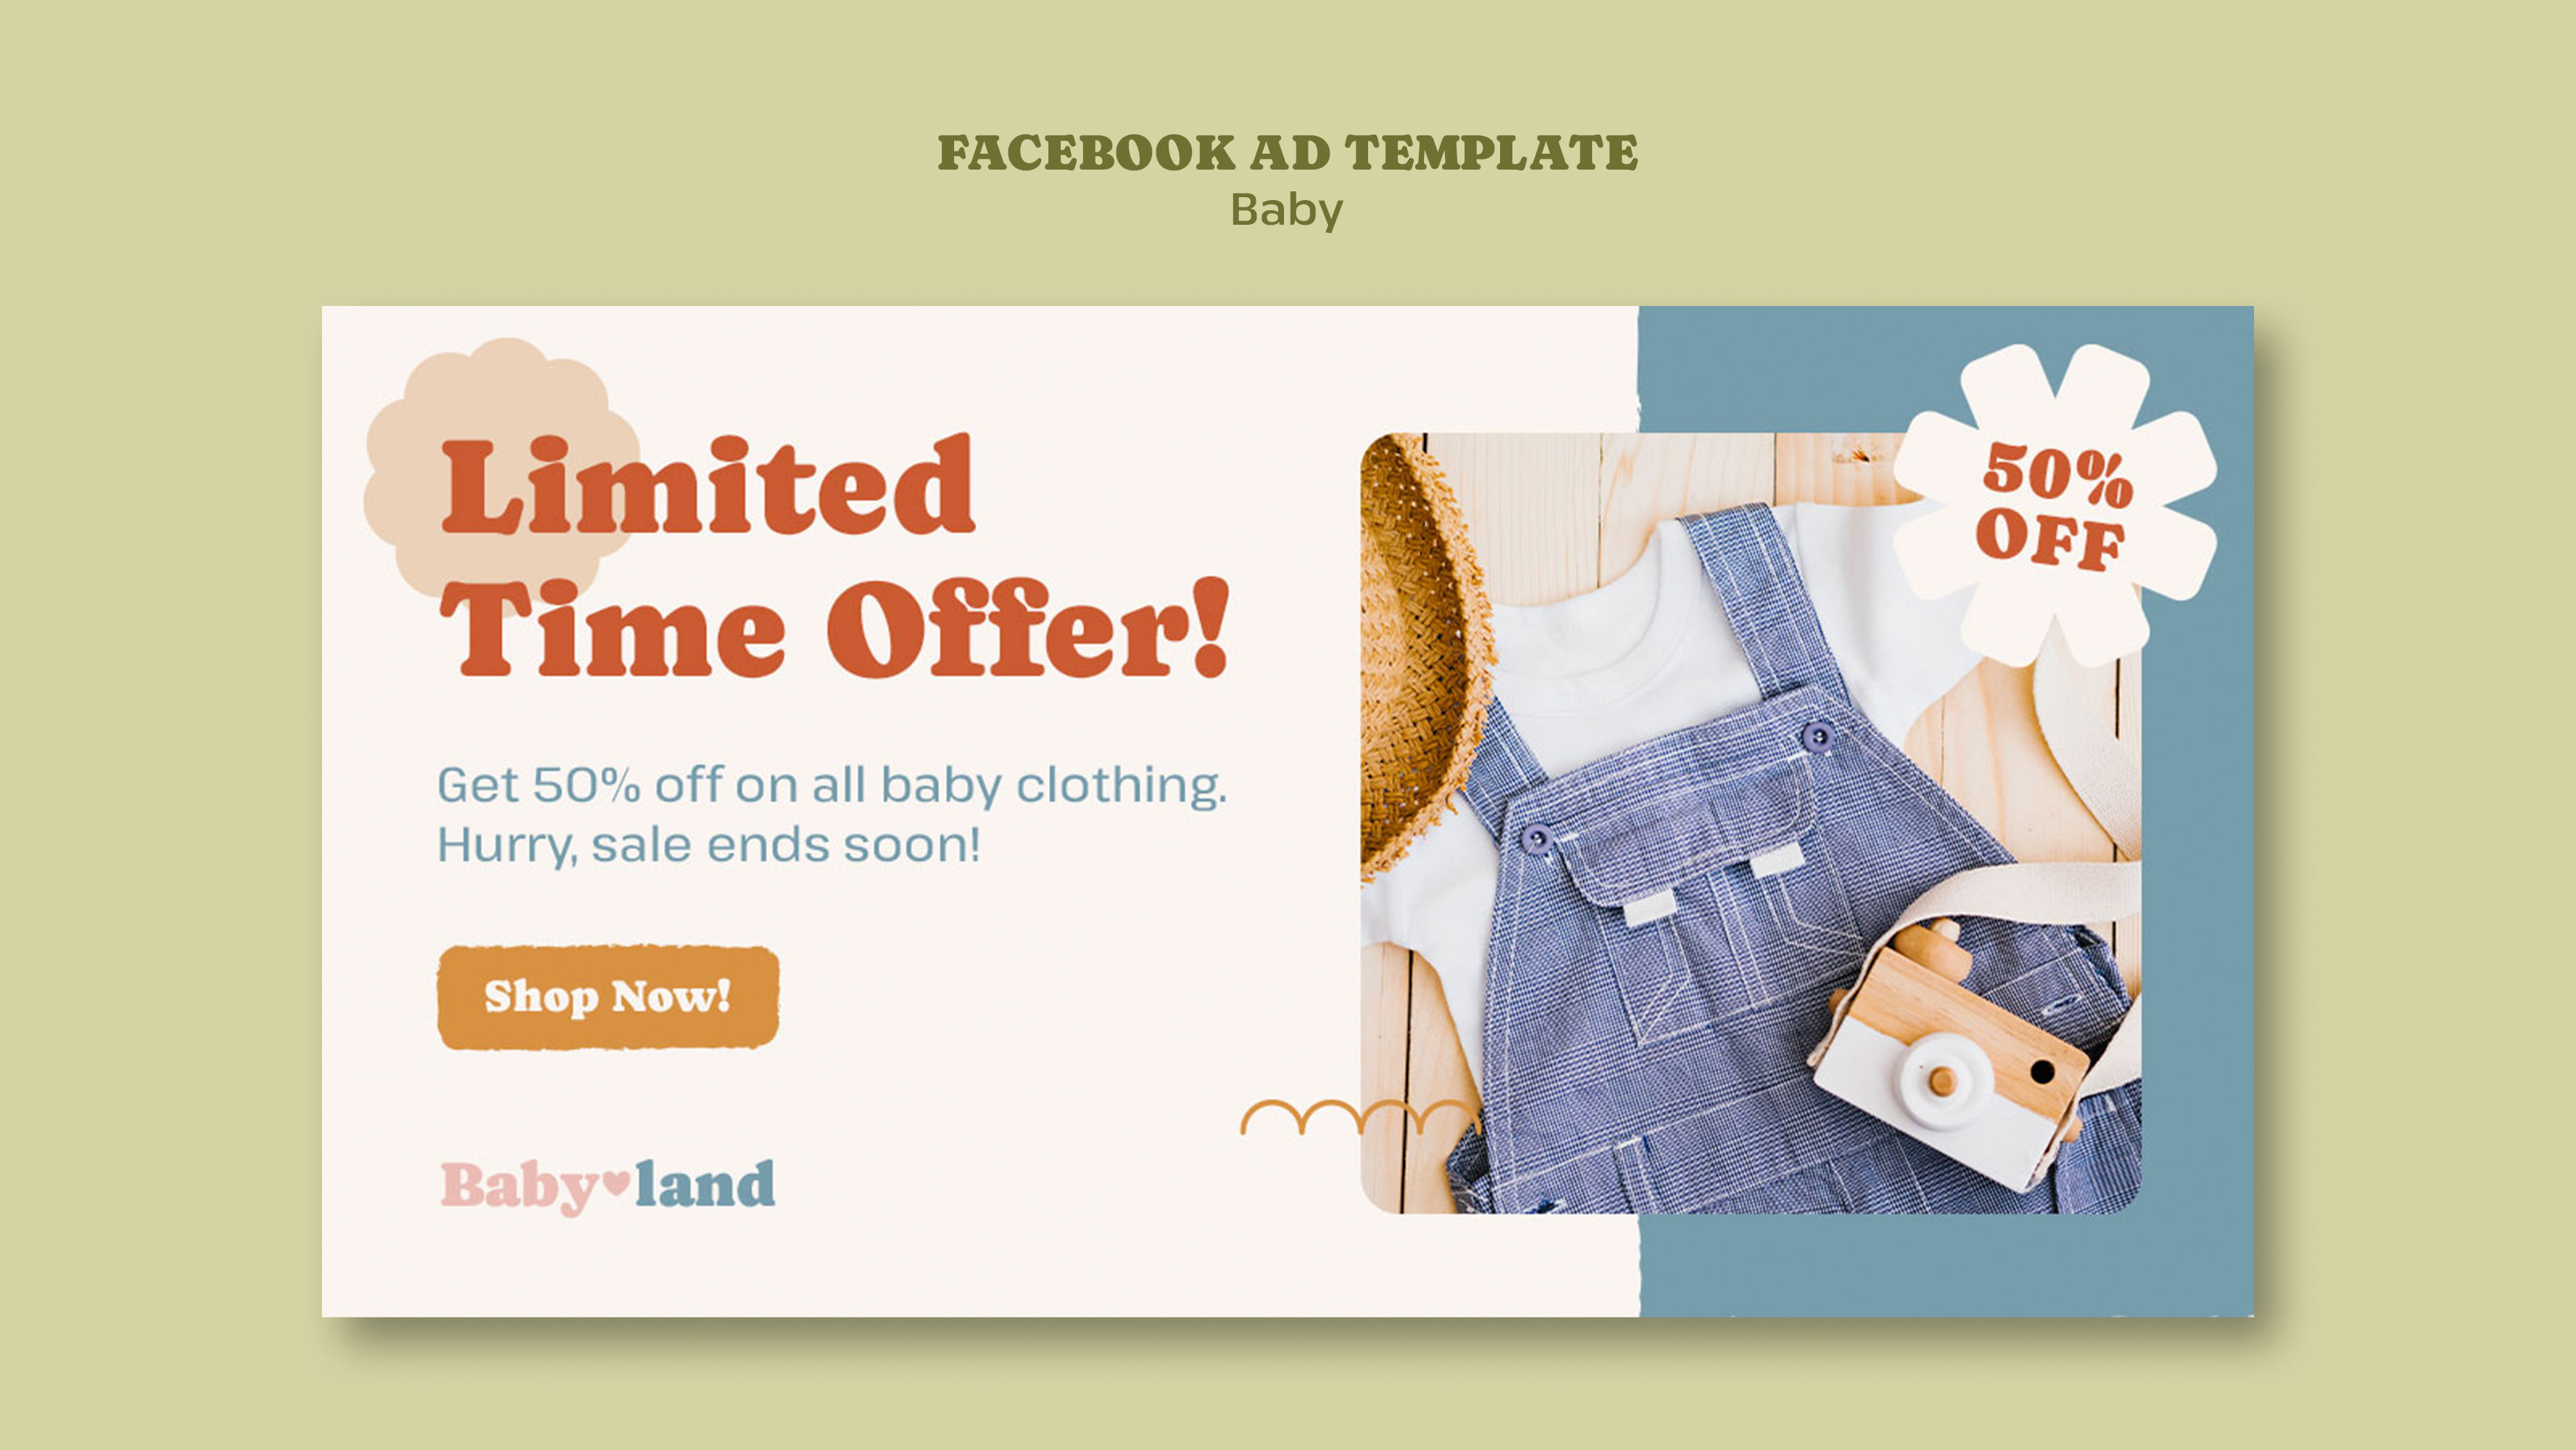 FACEBOOK AD TEMPLATE
Baby
Limited
Time Offer!
Get 50% off on all baby clothing.
Hurry, sale ends soon!
Shop Now!
Baby♥land
50%
OFF